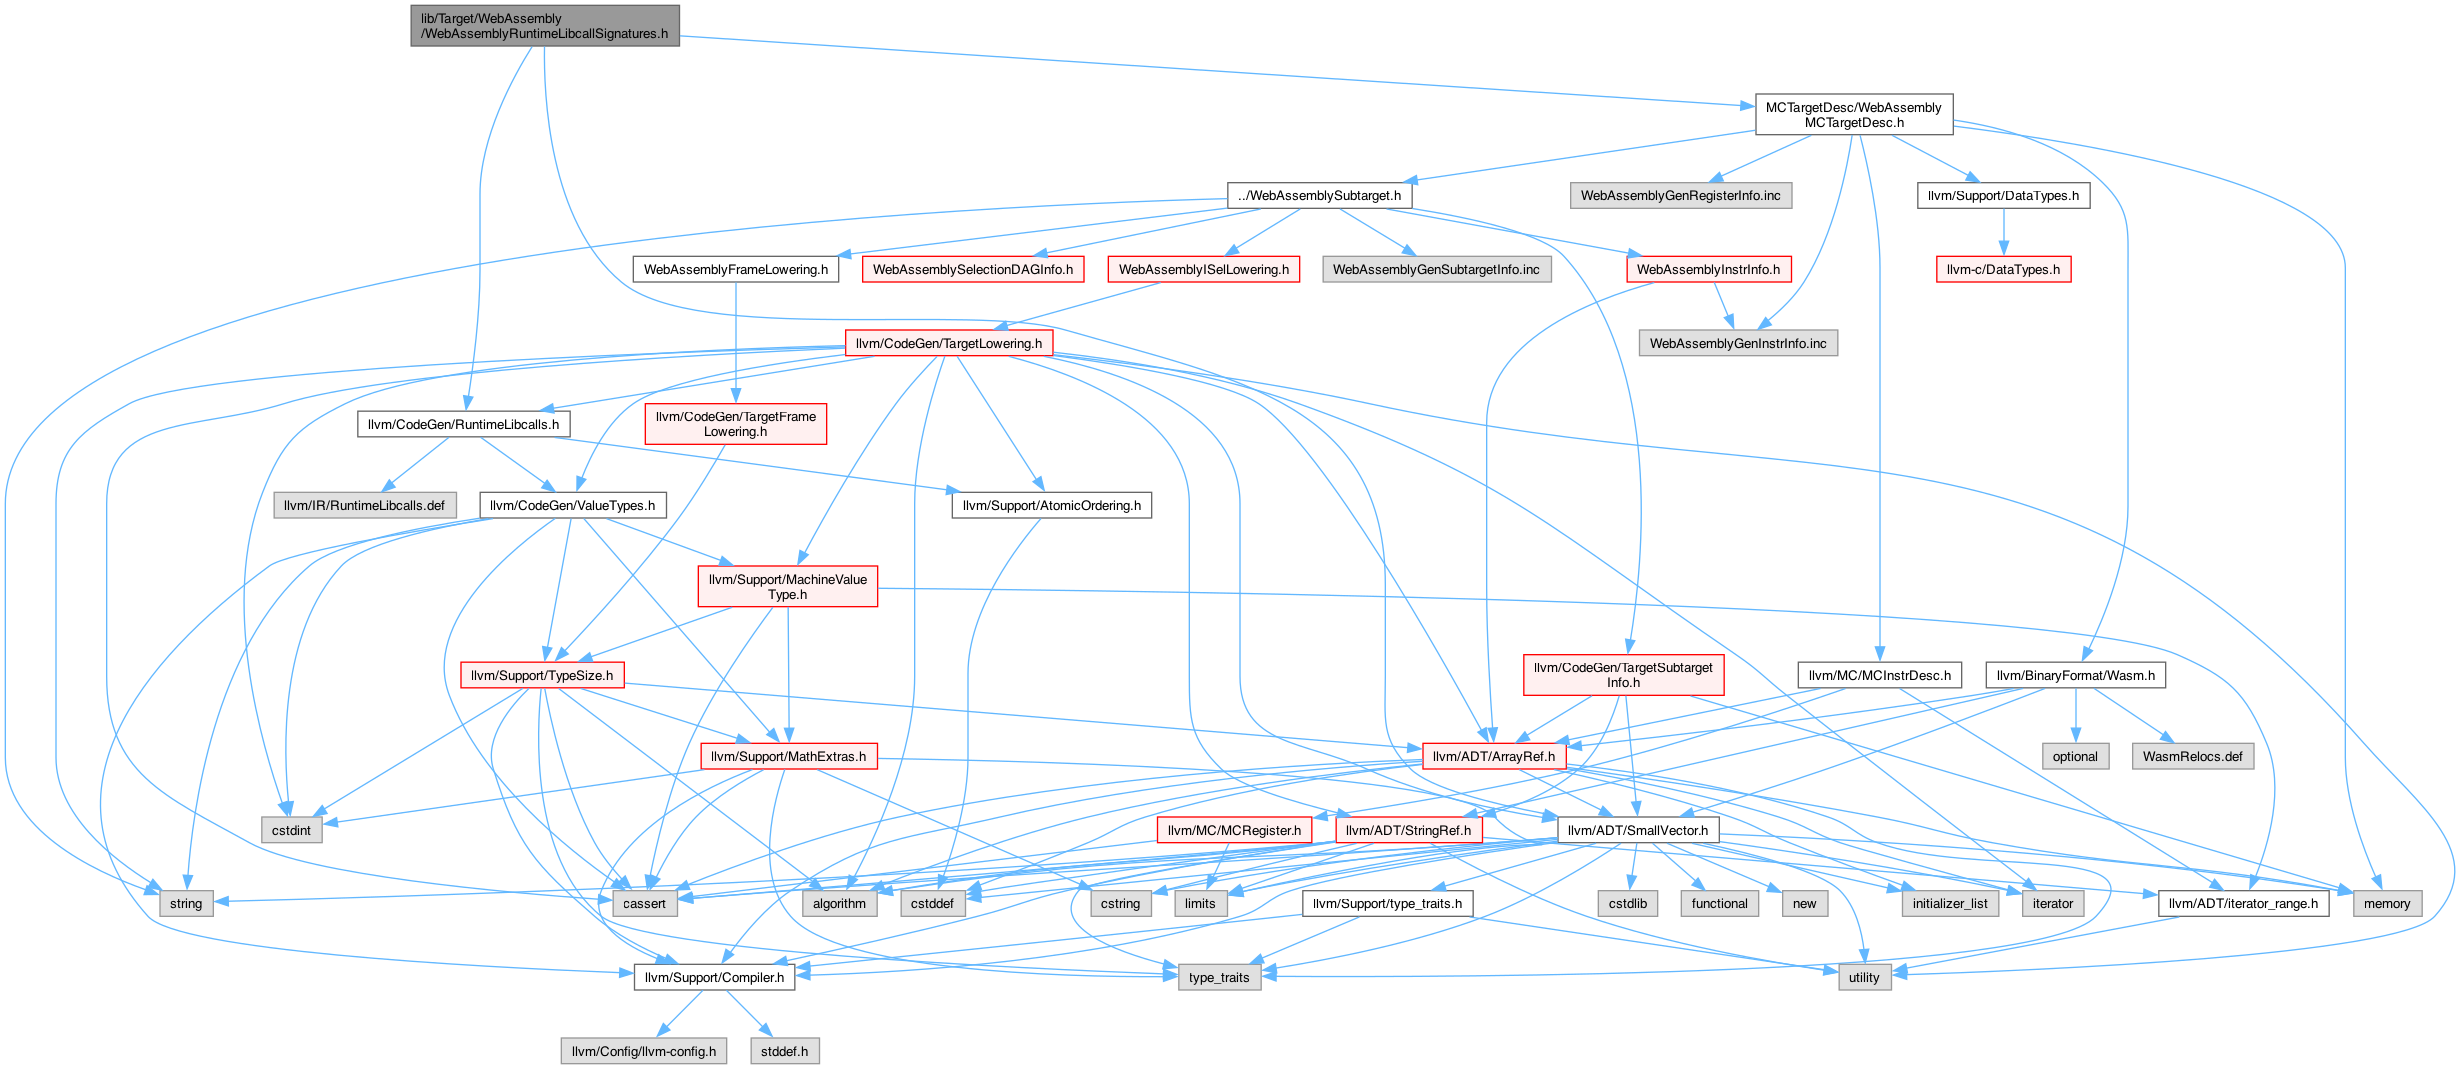 lib/Target/WebAssembly
/WebAssemblyRuntimeLibcallSignatures.h
MCTargetDesc/WebAssembly
MCTargetDesc.h
../WebAssemblySubtarget.h
WebAssemblyGenRegisterInfo.inc
llvm/Support/DataTypes.h
WebAssemblyFrameLowering.h
WebAssemblySelectionDAGInfo.h
WebAssemblyISelLowering.h
WebAssemblyGenSubtargetInfo.inc
WebAssemblyInstrInfo.h
llvm-c/DataTypes.h
llvm/CodeGen/TargetLowering.h
WebAssemblyGenInstrInfo.inc
llvm/CodeGen/RuntimeLibcalls.h
llvm/CodeGen/TargetFrame
Lowering.h
llvm/IR/RuntimeLibcalls.def
llvm/CodeGen/ValueTypes.h
llvm/Support/AtomicOrdering.h
llvm/Support/MachineValue
Type.h
llvm/Support/TypeSize.h
llvm/CodeGen/TargetSubtarget
Info.h
llvm/MC/MCInstrDesc.h
llvm/BinaryFormat/Wasm.h
llvm/Support/MathExtras.h
llvm/ADT/ArrayRef.h
optional
WasmRelocs.def
cstdint
llvm/MC/MCRegister.h
llvm/ADT/StringRef.h
llvm/ADT/SmallVector.h
string
cassert
algorithm
cstddef
cstring
limits
llvm/Support/type_traits.h
cstdlib
functional
new
initializer_list
iterator
llvm/ADT/iterator_range.h
memory
llvm/Support/Compiler.h
type_traits
utility
llvm/Config/llvm-config.h
stddef.h